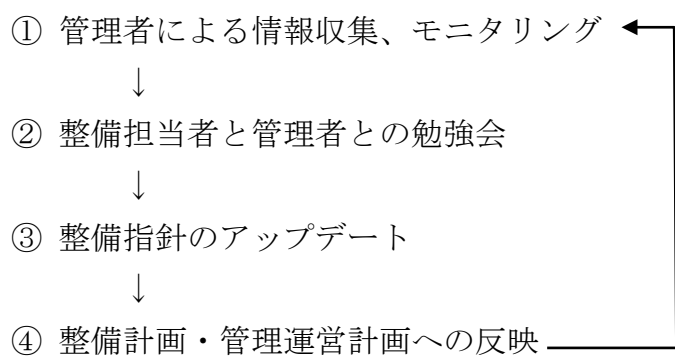 ① 管理者による情報収集、モニタリング
↓
② 整備担当者と管理者との勉強会
↓
③ 整備指針のアップデート
↓
④ 整備計画・管理運営計画への反映